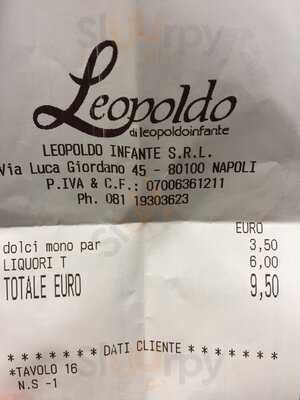 Leopoldo
di leopoldoinfante
LEOPOLDO INFANTE S.R.L.
Via Luca Giordano 45 - 80100 NAPOLI
P.IVA & C.F.: 07006361211
Ph. 081 19303623
EURO
dolci mono par 3,50
LIQUORI T 6,00
TOTALE EURO 9,50
* * * * * * * DATI CLIENTE * * * * * * *
*TAVOLO 16
N.S -1